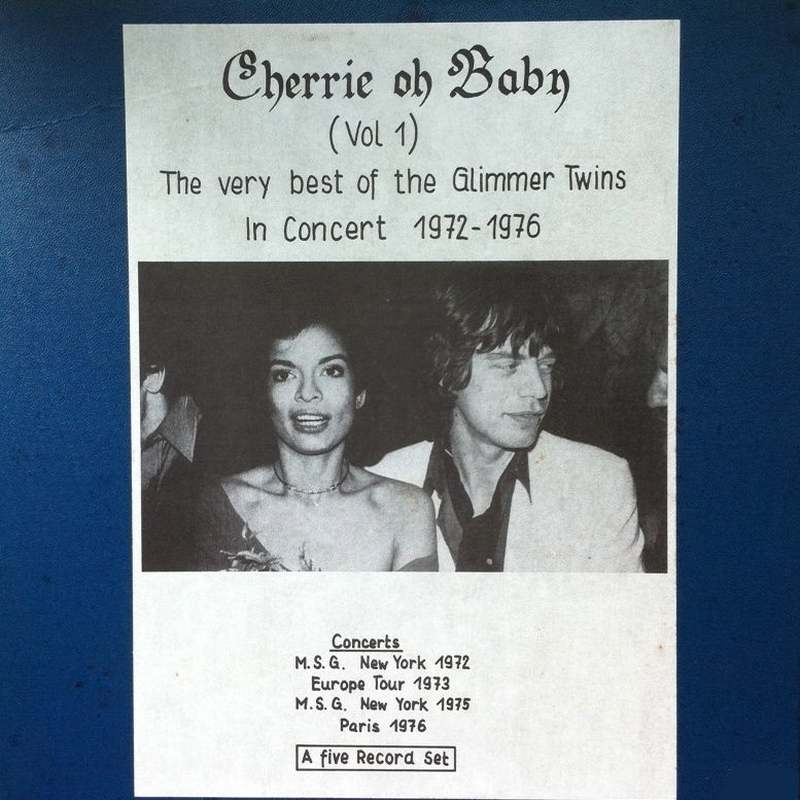 Cherrie oh Baby
(Vol 1)
The very best of the Glimmer Twins
In Concert 1972-1976
Concerts
M.S.G. New York 1972
Europe Tour 1973
M.S.G. New York 1975
Paris 1976
A five Record Set